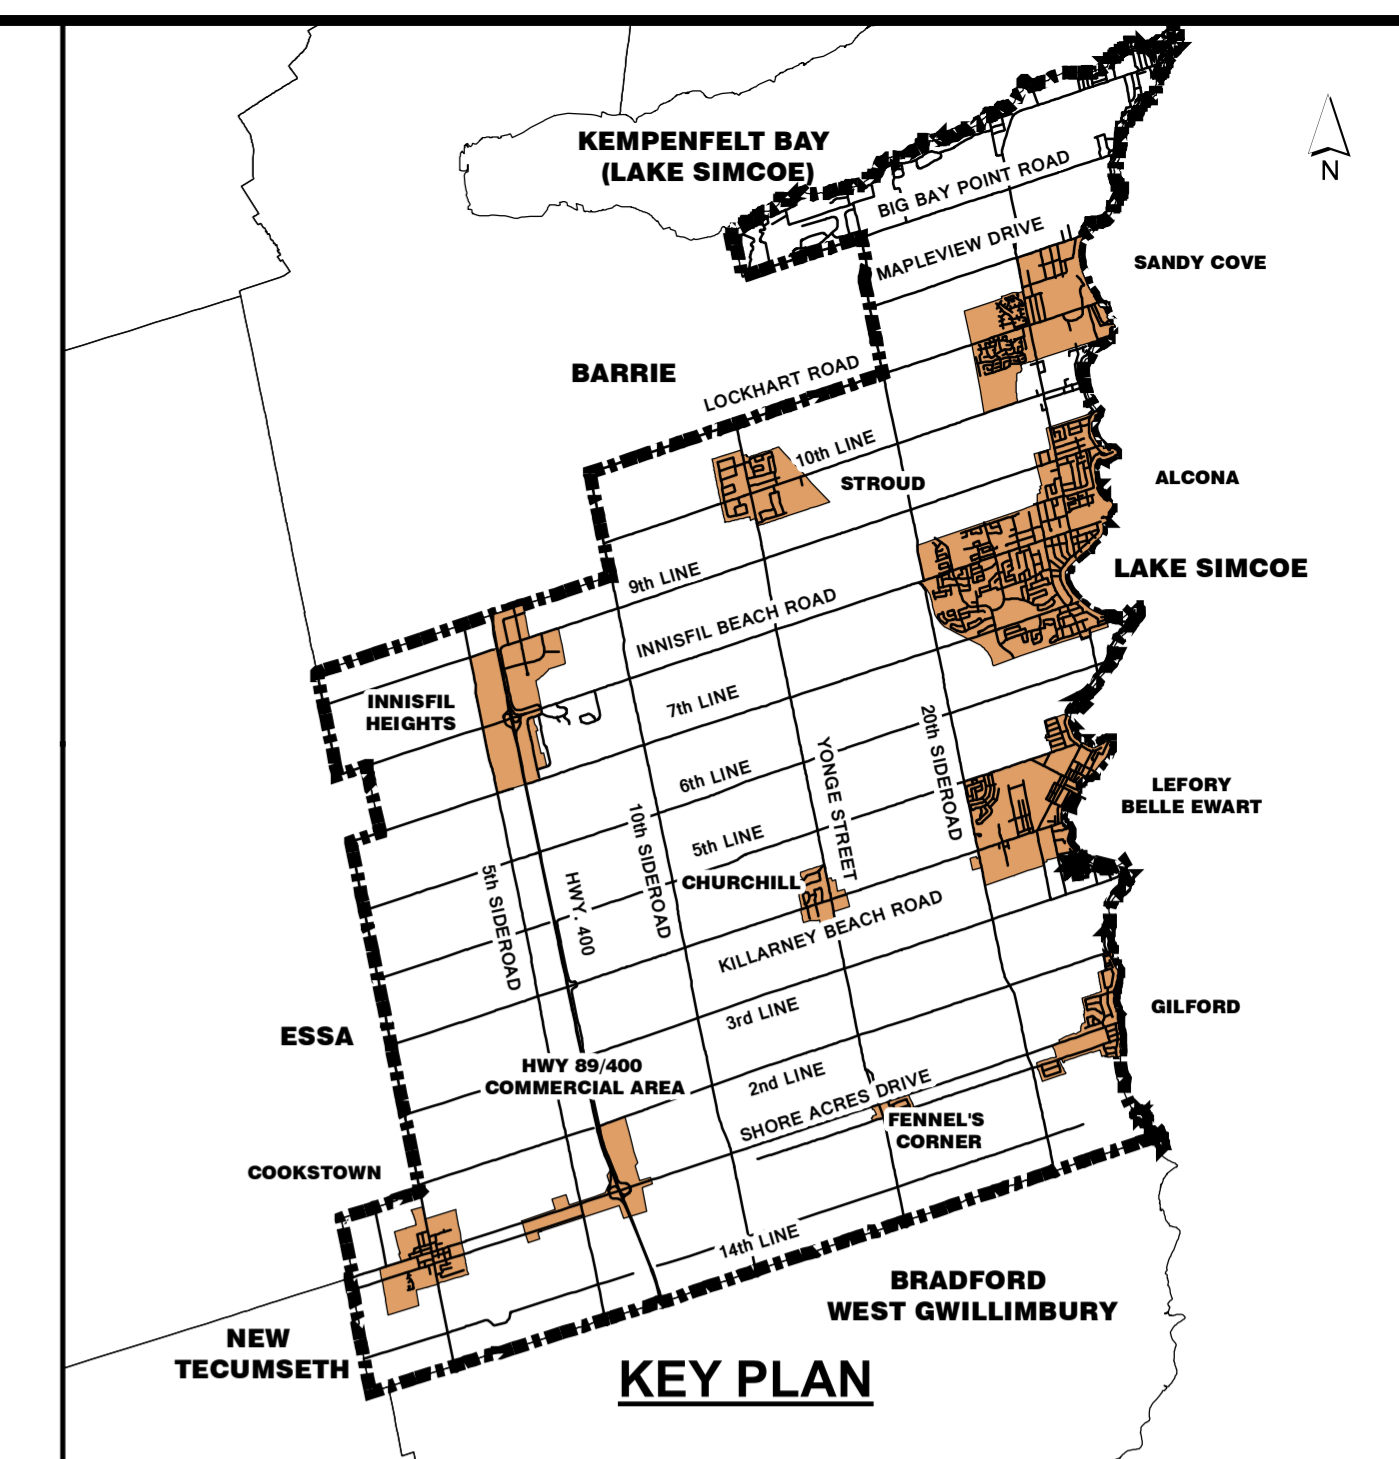 KEMPENFELT BAY
(LAKE SIMCOE)
N
BIG BAY POINT ROAD
MAPLEVIEW DRIVE
SANDY COVE
BARRIE
LOCKHART ROAD
10th LINE
STROUD
ALCONA
LAKE SIMCOE
9th LINE
INNISFIL BEACH ROAD
INNISFIL
HEIGHTS
7th LINE
20th SIDEROAD
YONGE STREET
6th LINE
LEFORY
BELLE EWART
10th SIDEROAD
5th LINE
5th SIDEROAD
HWY. 400
CHURCHILL
KILLARNEY BEACH ROAD
3rd LINE
GILFORD
ESSA
HWY 89/400
COMMERCIAL AREA
2nd LINE
SHORE ACRES DRIVE
FENNEL'S
CORNER
COOKSTOWN
14th LINE
BRADFORD
WEST GWILLIMBURY
NEW
TECUMSETH
KEY PLAN